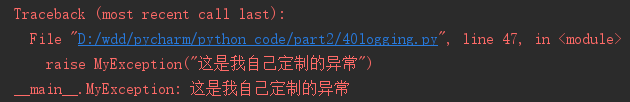 Traceback (most recent call last):
  File "D:/wdd/pycharm/python code/part2/40logging.py", line 47, in <module>
    raise MyException("这是我自己定制的异常")
__main__.MyException: 这是我自己定制的异常